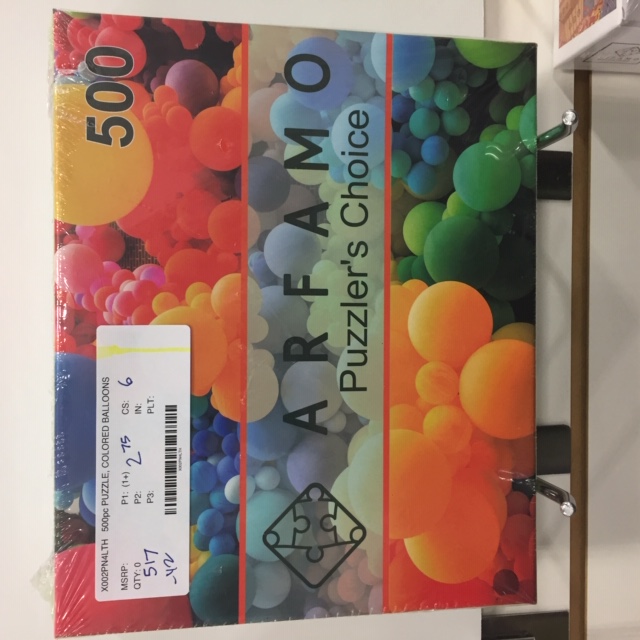 500
ARFAMO
Puzzler's Choice
X002PN4LTH 500pc PUZZLE, COLORED BALLOONS
MSRP: P1: (1+) 2.75 CS: 6
QTY: 0 P2: IN:
517 P3: PLT:
-42